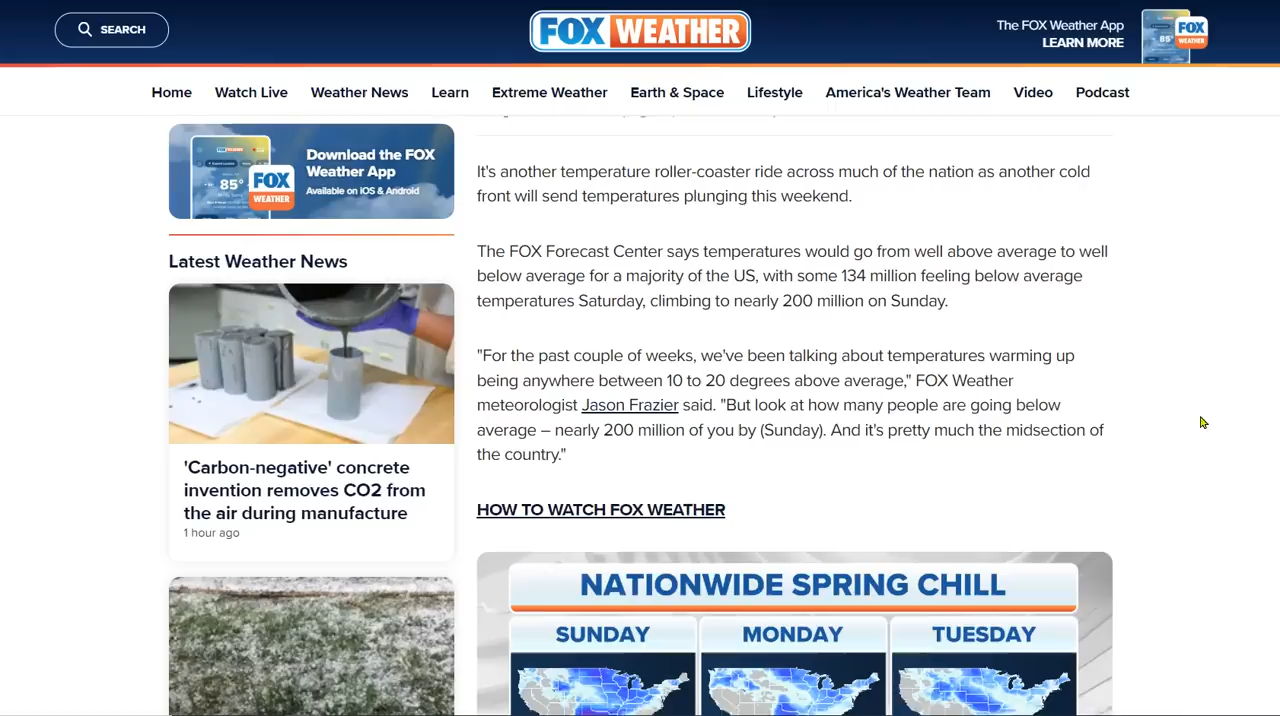 SEARCH
FOX WEATHER
The FOX Weather App
LEARN MORE
85°
FOX
WEATHER
Home
Watch Live
Weather News
Learn
Extreme Weather
Earth & Space
Lifestyle
America's Weather Team
Video
Podcast
Download the FOX
Weather App
Available on iOS & Android
85°
FOX
WEATHER
Latest Weather News
'Carbon-negative' concrete
invention removes CO2 from
the air during manufacture
1 hour ago
It's another temperature roller-coaster ride across much of the nation as another cold
front will send temperatures plunging this weekend.
The FOX Forecast Center says temperatures would go from well above average to well
below average for a majority of the US, with some 134 million feeling below average
temperatures Saturday, climbing to nearly 200 million on Sunday.
"For the past couple of weeks, we've been talking about temperatures warming up
being anywhere between 10 to 20 degrees above average," FOX Weather
meteorologist Jason Frazier said. "But look at how many people are going below
average – nearly 200 million of you by (Sunday). And it's pretty much the midsection of
the country."
HOW TO WATCH FOX WEATHER
NATIONWIDE SPRING CHILL
SUNDAY
MONDAY
TUESDAY